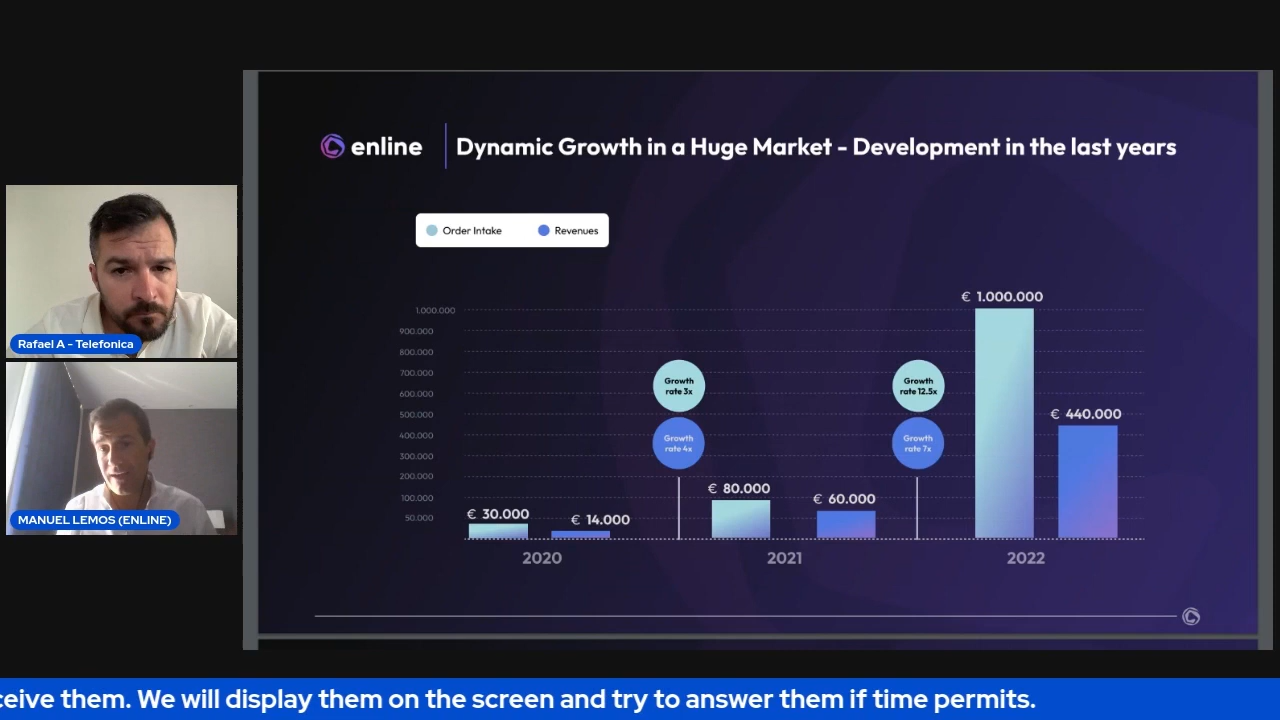 enline
Dynamic Growth in a Huge Market - Development in the last years
Order Intake
Revenues
1.000.000
900.000
800.000
700.000
600.000
500.000
400.000
300.000
200.000
100.000
50.000
Growth
rate 3x
Growth
rate 4x
Growth
rate 12.5x
Growth
rate 7x
€ 30.000
€ 14.000
€ 80.000
€ 60.000
€ 1.000.000
€ 440.000
2020
2021
2022
Rafael A - Telefonica
MANUEL LEMOS (ENLINE)
ceive them. We will display them on the screen and try to answer them if time permits.